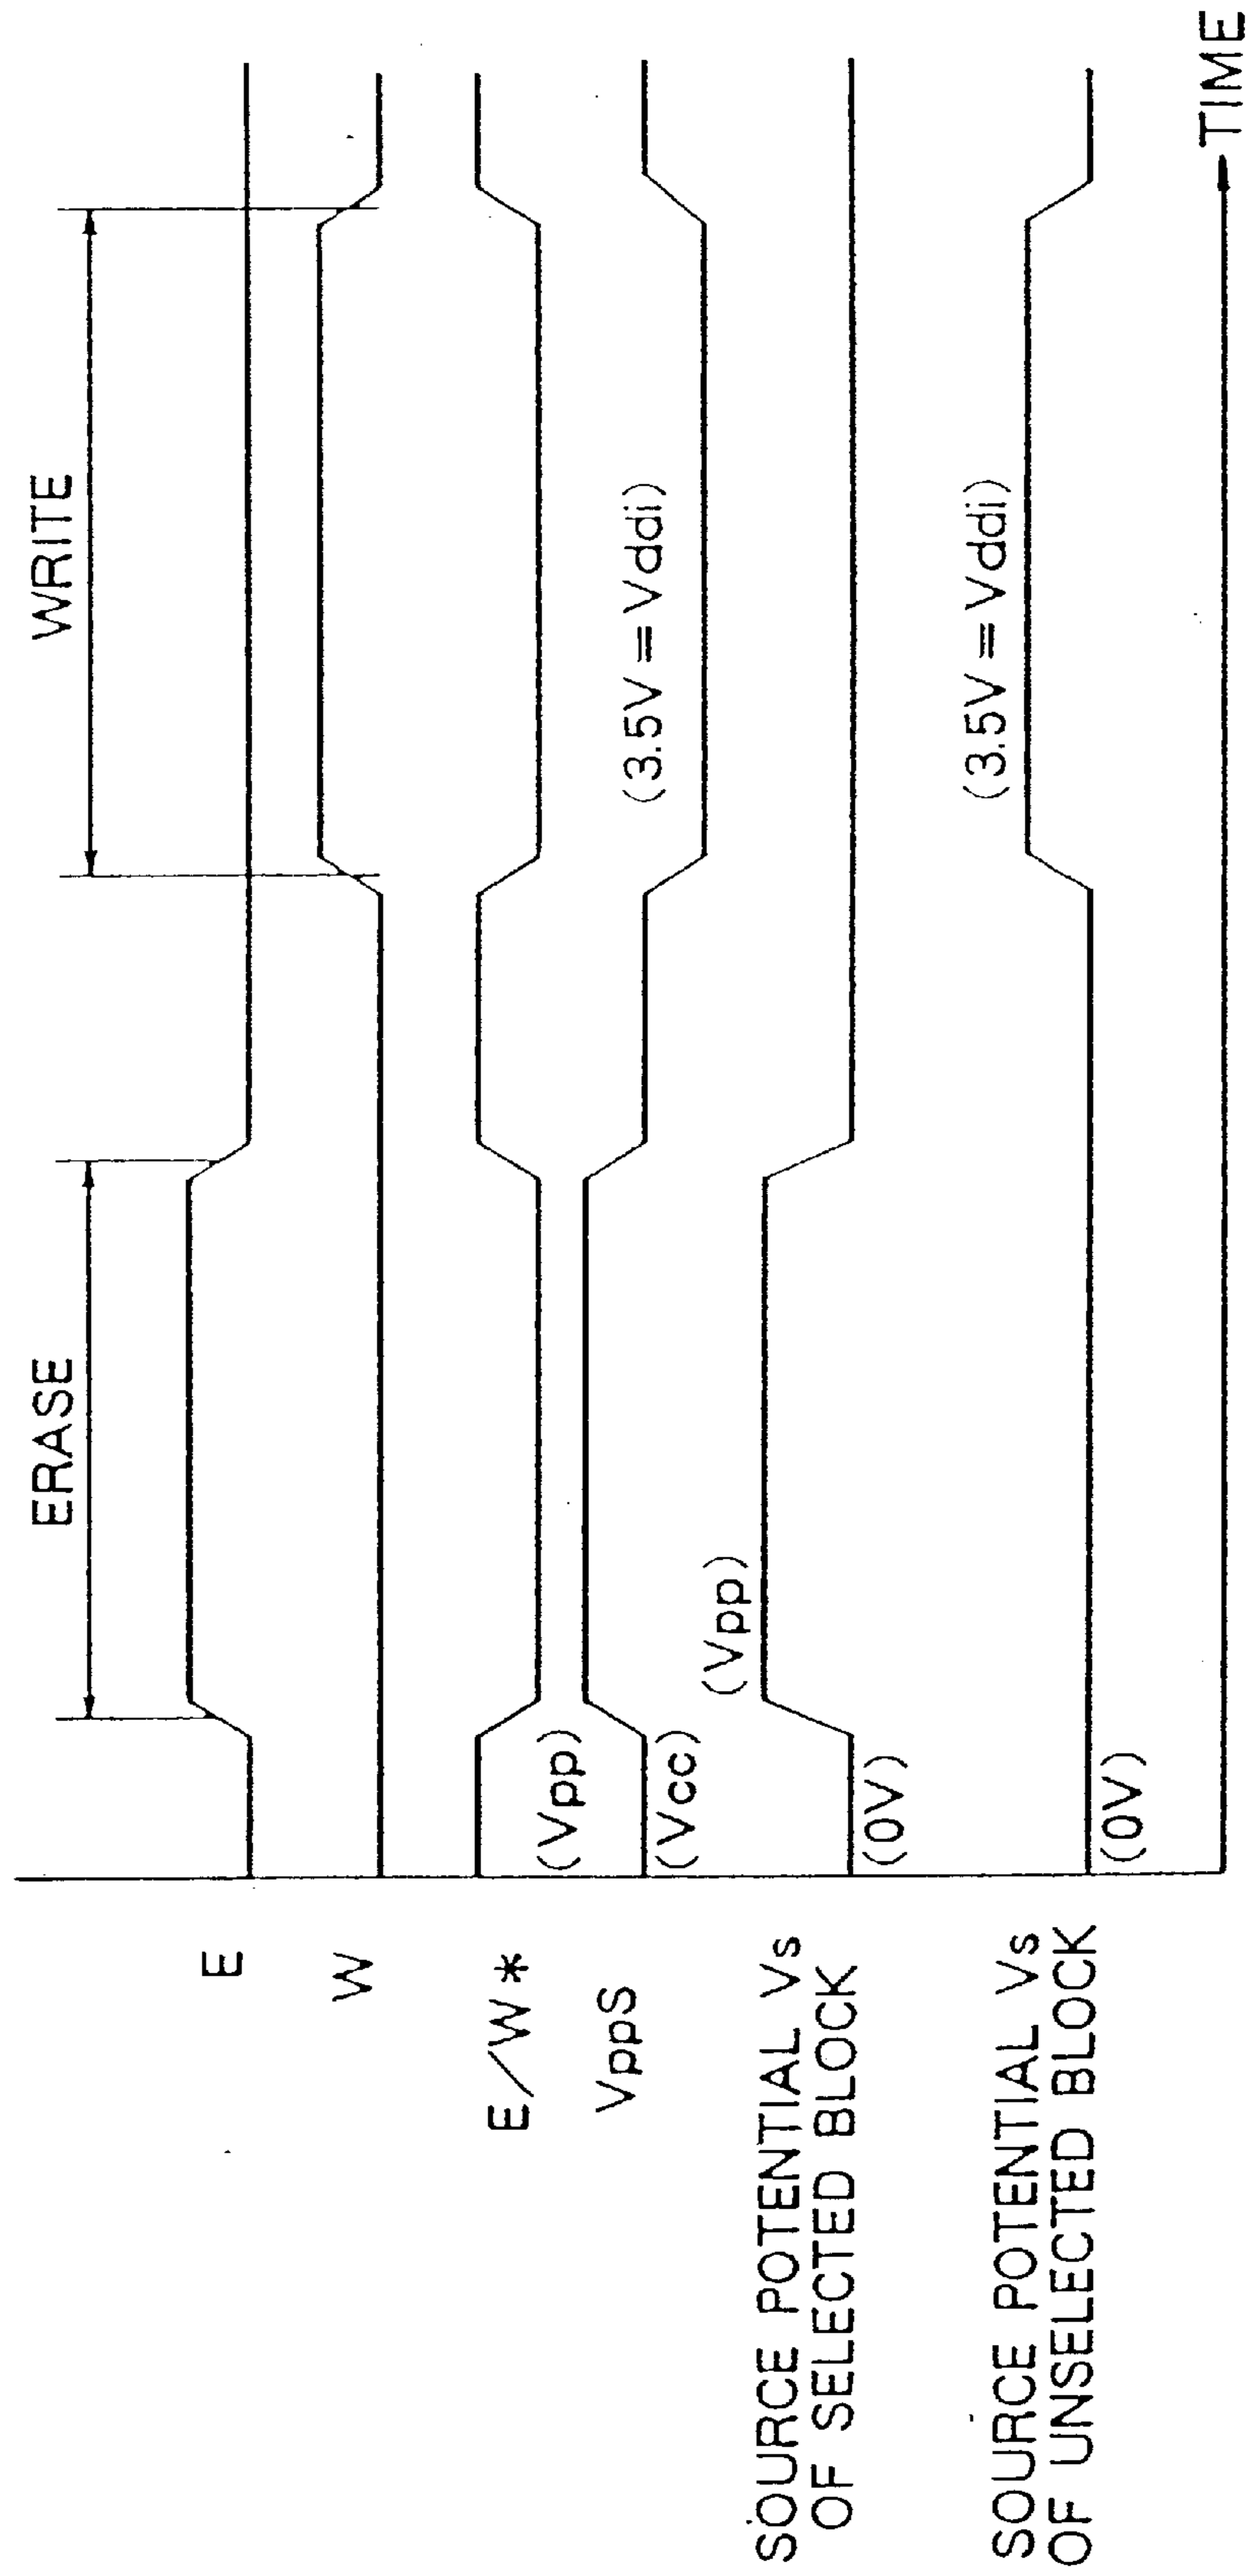 ERASE
WRITE
E
W
E/W*
(Vpp)
VppS
(Vcc)
(3.5V=Vddi)
(Vpp)
SOURCE POTENTIAL Vs
OF SELECTED BLOCK
(0V)
(3.5V=Vddi)
SOURCE POTENTIAL Vs
OF UNSELECTED BLOCK
(0V)
TIME